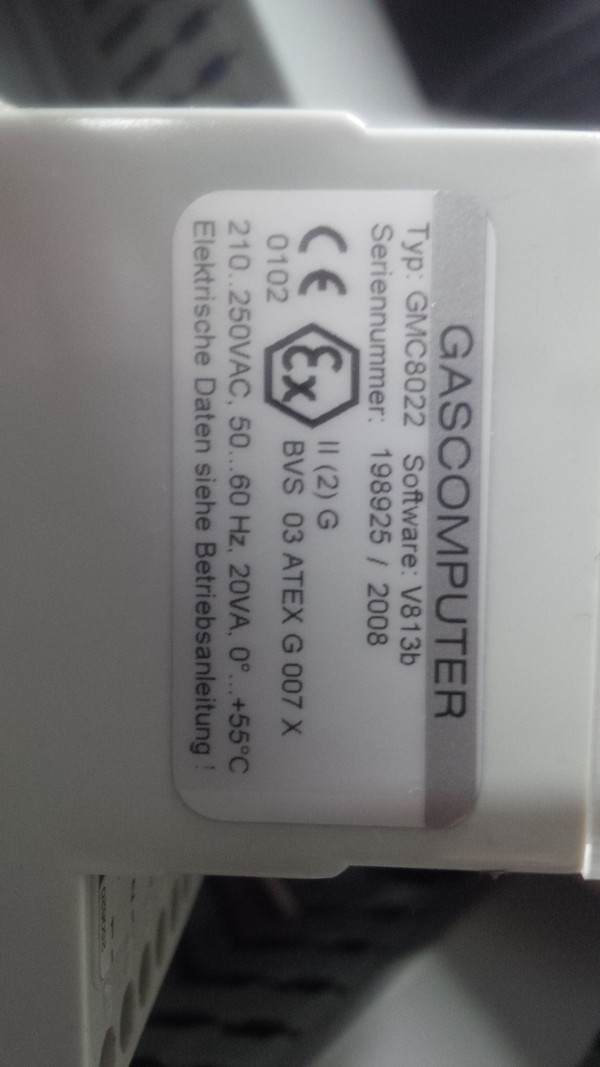 GASCOMPUTER
Typ: GMC8022 Software: V813b
Seriennummer: 198925 / 2008
CE Ex II (2) G
0102 BVS 03 ATEX G 007 X
210..250VAC, 50...60 Hz, 20VA, 0°...+55°C
Elektrische Daten siehe Betriebsanleitung !